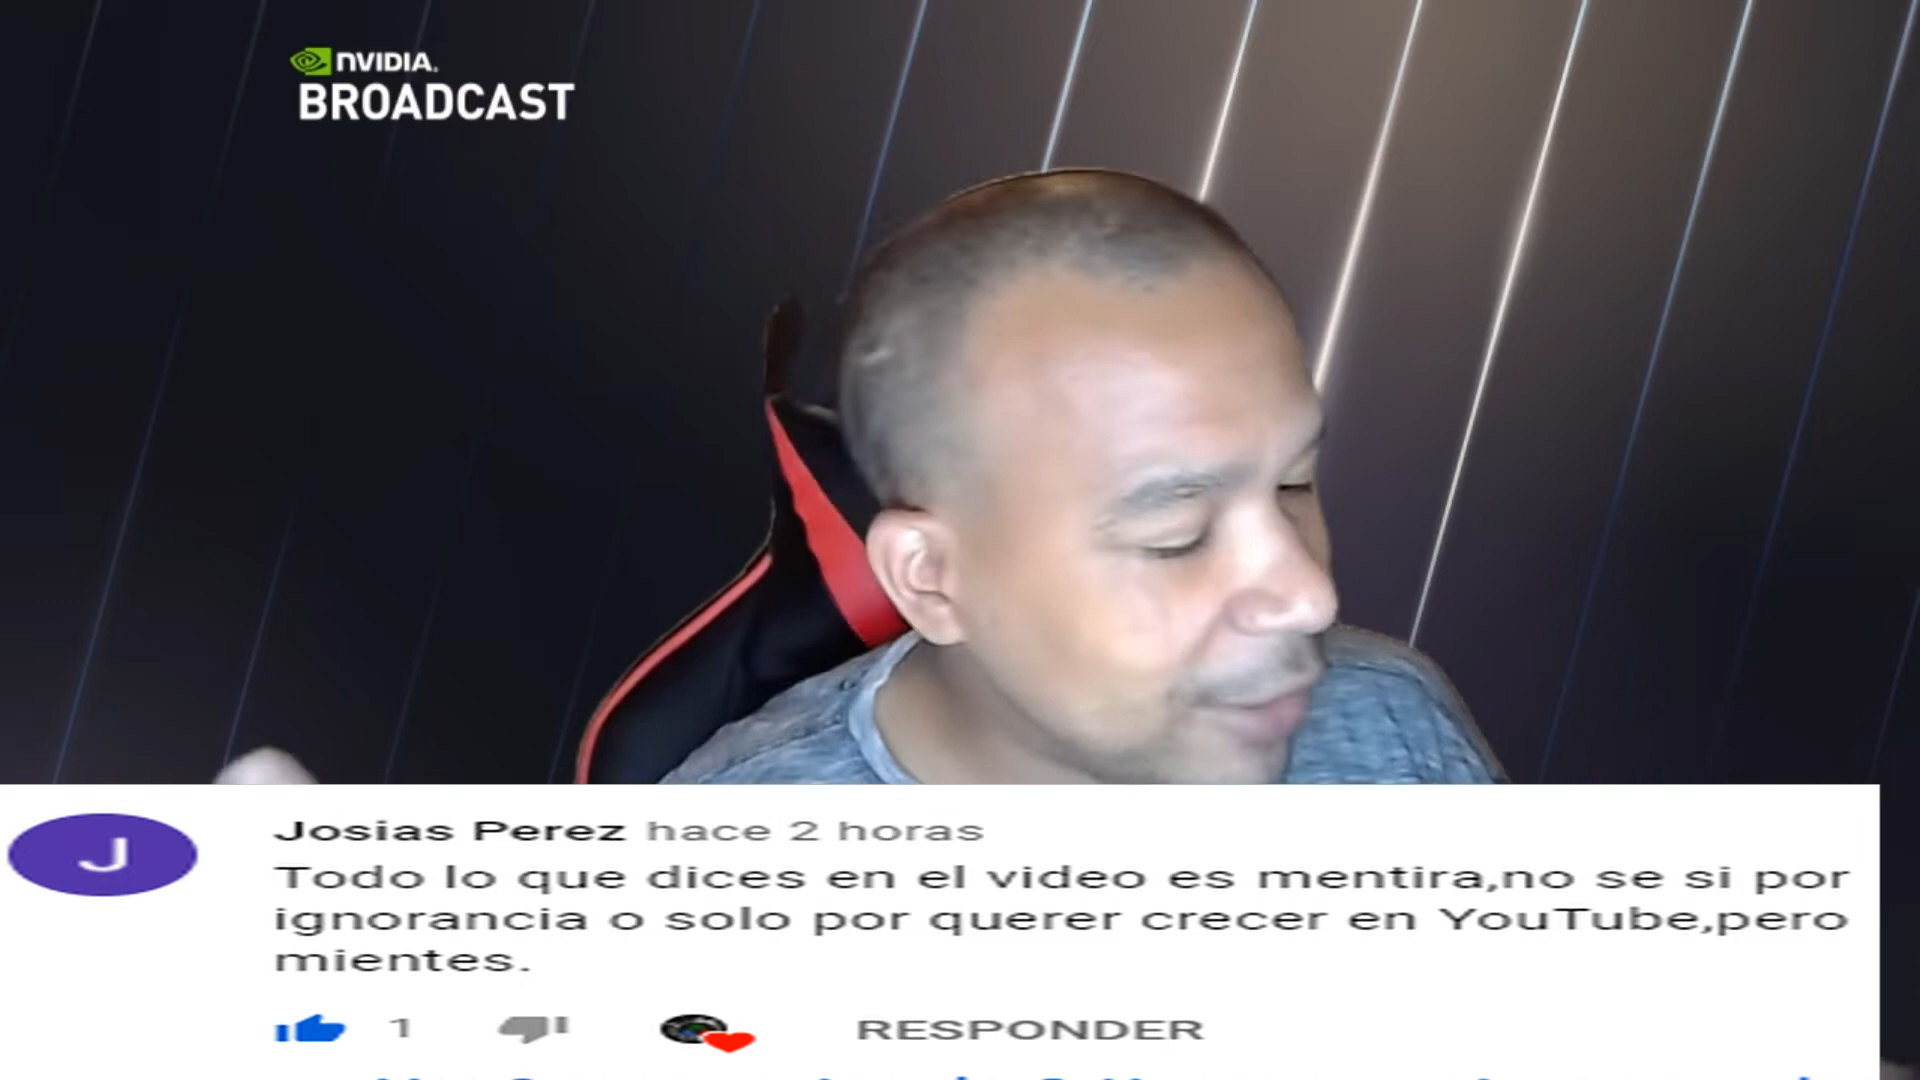 NVIDIA.
BROADCAST
J
Josias Perez hace 2 horas
Todo lo que dices en el video es mentira,no se si por
ignorancia o solo por querer crecer en YouTube,pero
mientes.
1
RESPONDER